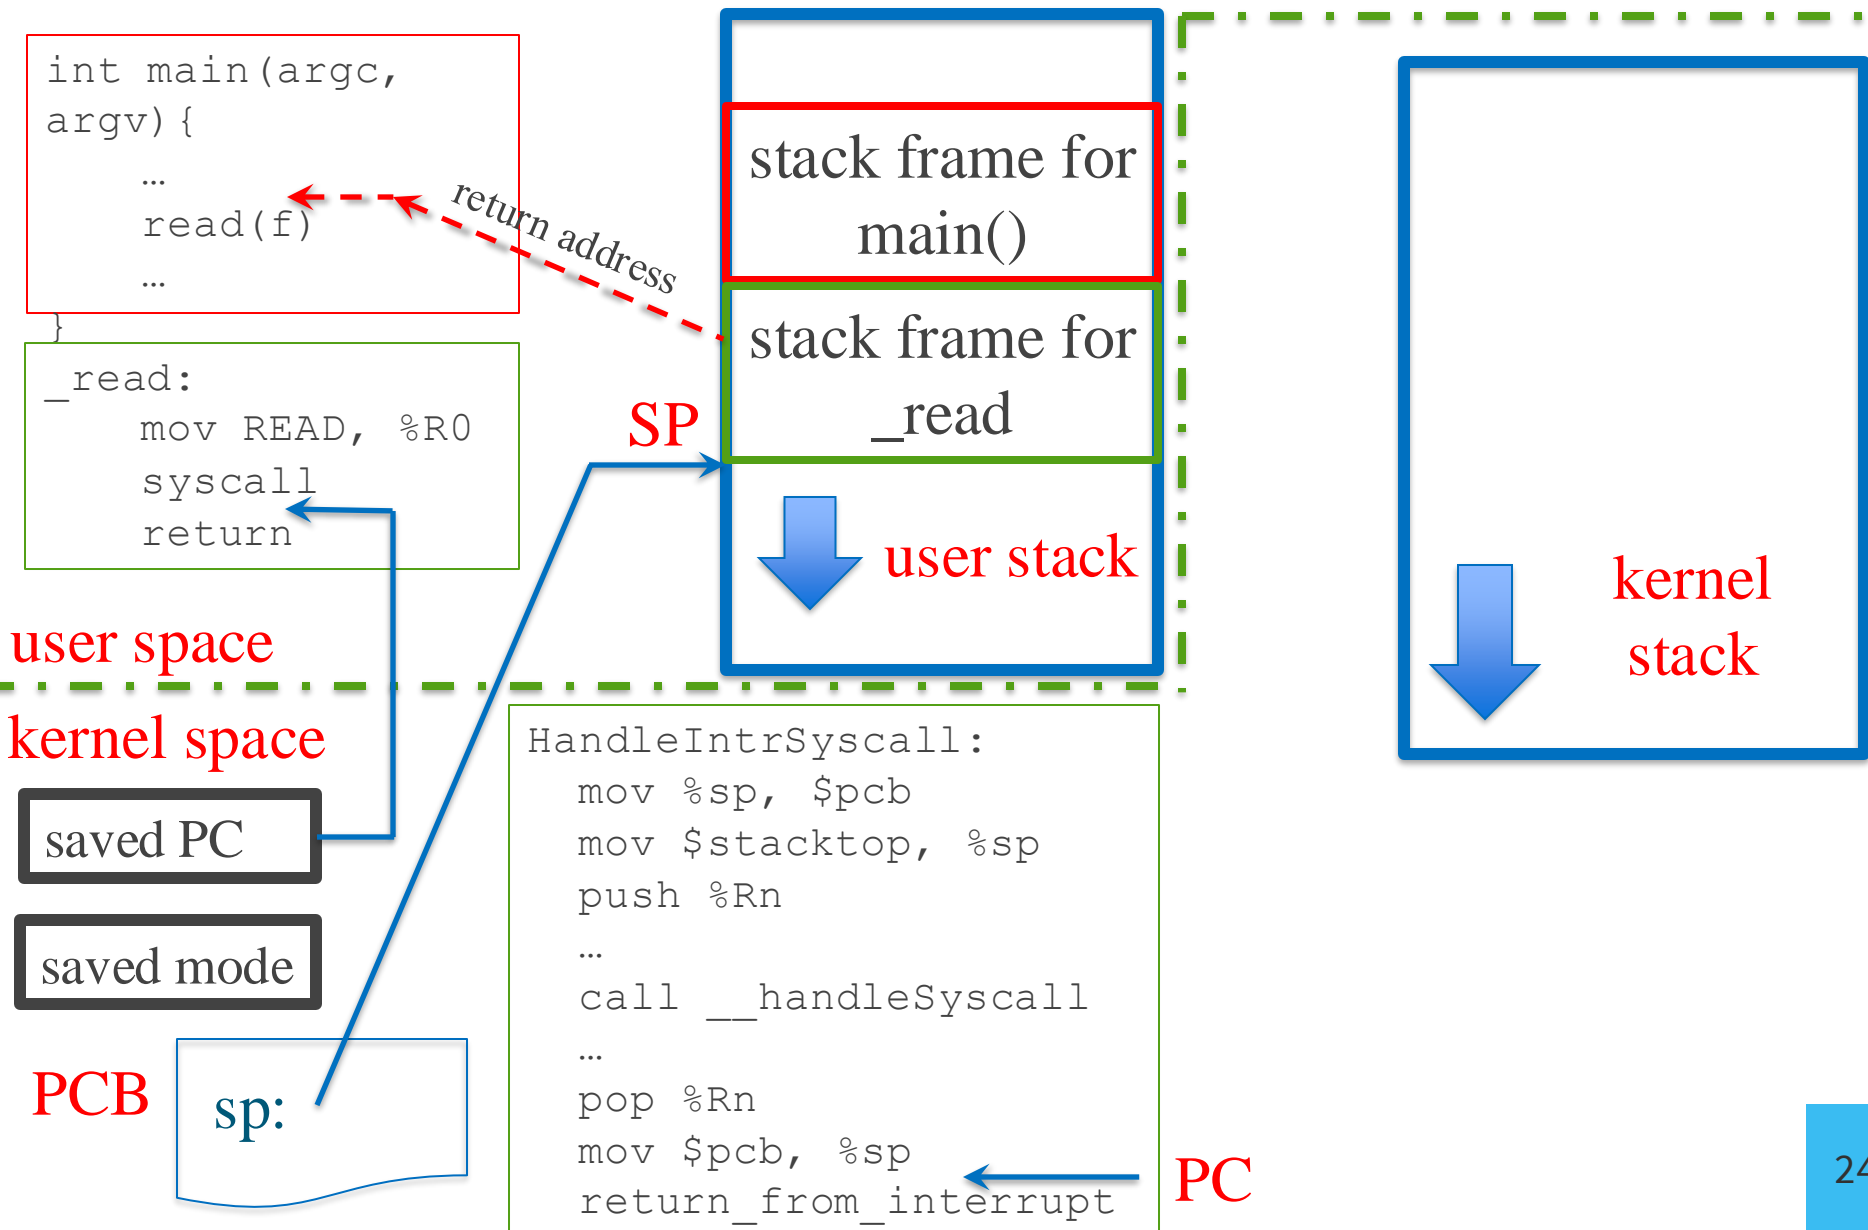 int main(argc,
argv){
…
read(f)
…
}
_read:
mov READ, %R0
syscall
return
return address
stack frame for
main()
stack frame for
_read
SP
user stack
kernel
stack
user space
kernel space
saved PC
saved mode
PCB
sp:
HandleIntrSyscall:
mov %sp, $pcb
mov $stacktop, %sp
push %Rn
…
call __handleSyscall
…
pop %Rn
mov $pcb, %sp
return_from_interrupt
PC
24